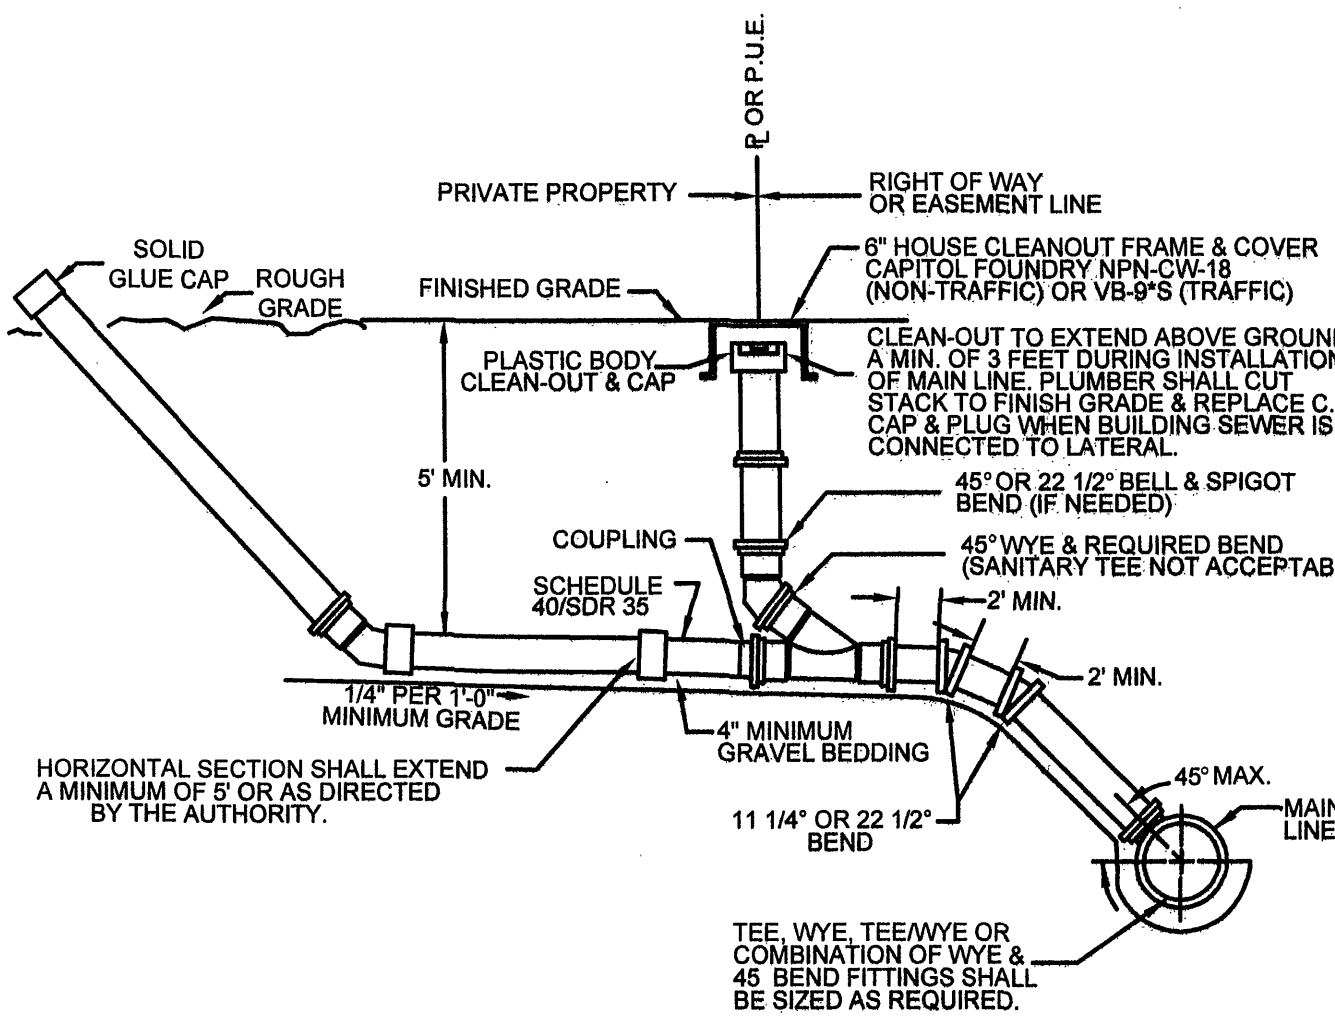 P/L OR P.U.E.
PRIVATE PROPERTY
RIGHT OF WAY
OR EASEMENT LINE
SOLID
GLUE CAP
ROUGH
GRADE
FINISHED GRADE
6" HOUSE CLEANOUT FRAME & COVER
CAPITOL FOUNDRY NPN-CW-18
(NON-TRAFFIC) OR VB-9"S (TRAFFIC)
PLASTIC BODY
CLEAN-OUT & CAP
CLEAN-OUT TO EXTEND ABOVE GROUN
A MIN. OF 3 FEET DURING INSTALLATION
OF MAIN LINE. PLUMBER SHALL CUT
STACK TO FINISH GRADE & REPLACE C.
CAP & PLUG WHEN BUILDING SEWER IS
CONNECTED TO LATERAL.
5' MIN.
45° OR 22 1/2° BELL & SPIGOT
BEND (IF NEEDED)
COUPLING
45° WYE & REQUIRED BEND
(SANITARY TEE NOT ACCEPTAB
SCHEDULE
40/SDR 35
2' MIN.
2' MIN.
1/4" PER 1'-0"
MINIMUM GRADE
4" MINIMUM
GRAVEL BEDDING
HORIZONTAL SECTION SHALL EXTEND
A MINIMUM OF 5' OR AS DIRECTED
BY THE AUTHORITY.
45° MAX.
MAIN
LINE
11 1/4° OR 22 1/2°
BEND
TEE, WYE, TEE/WYE OR
COMBINATION OF WYE &
45 BEND FITTINGS SHALL
BE SIZED AS REQUIRED.